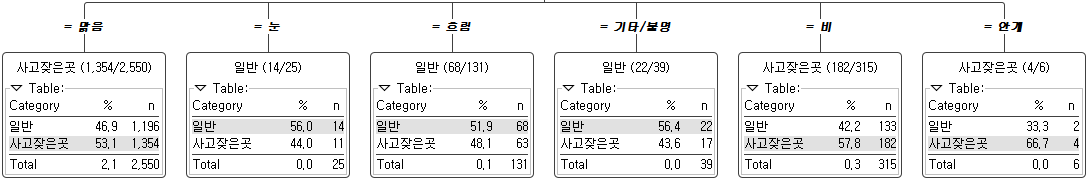 = 맑음
= 눈
= 흐림
= 기타/불명
= 비
= 안개
사고잦은곳 (1,354/2,550)
Table:
Category % n
일반 46,9 1,196
사고잦은곳 53,1 1,354
Total 2,1 2,550
일반 (14/25)
Table:
Category % n
일반 56,0 14
사고잦은곳 44,0 11
Total 0,0 25
일반 (68/131)
Table:
Category % n
일반 51,9 68
사고잦은곳 48,1 63
Total 0,1 131
일반 (22/39)
Table:
Category % n
일반 56,4 22
사고잦은곳 43,6 17
Total 0,0 39
사고잦은곳 (182/315)
Table:
Category % n
일반 42,2 133
사고잦은곳 57,8 182
Total 0,3 315
사고잦은곳 (4/6)
Table:
Category % n
일반 33,3 2
사고잦은곳 66,7 4
Total 0,0 6